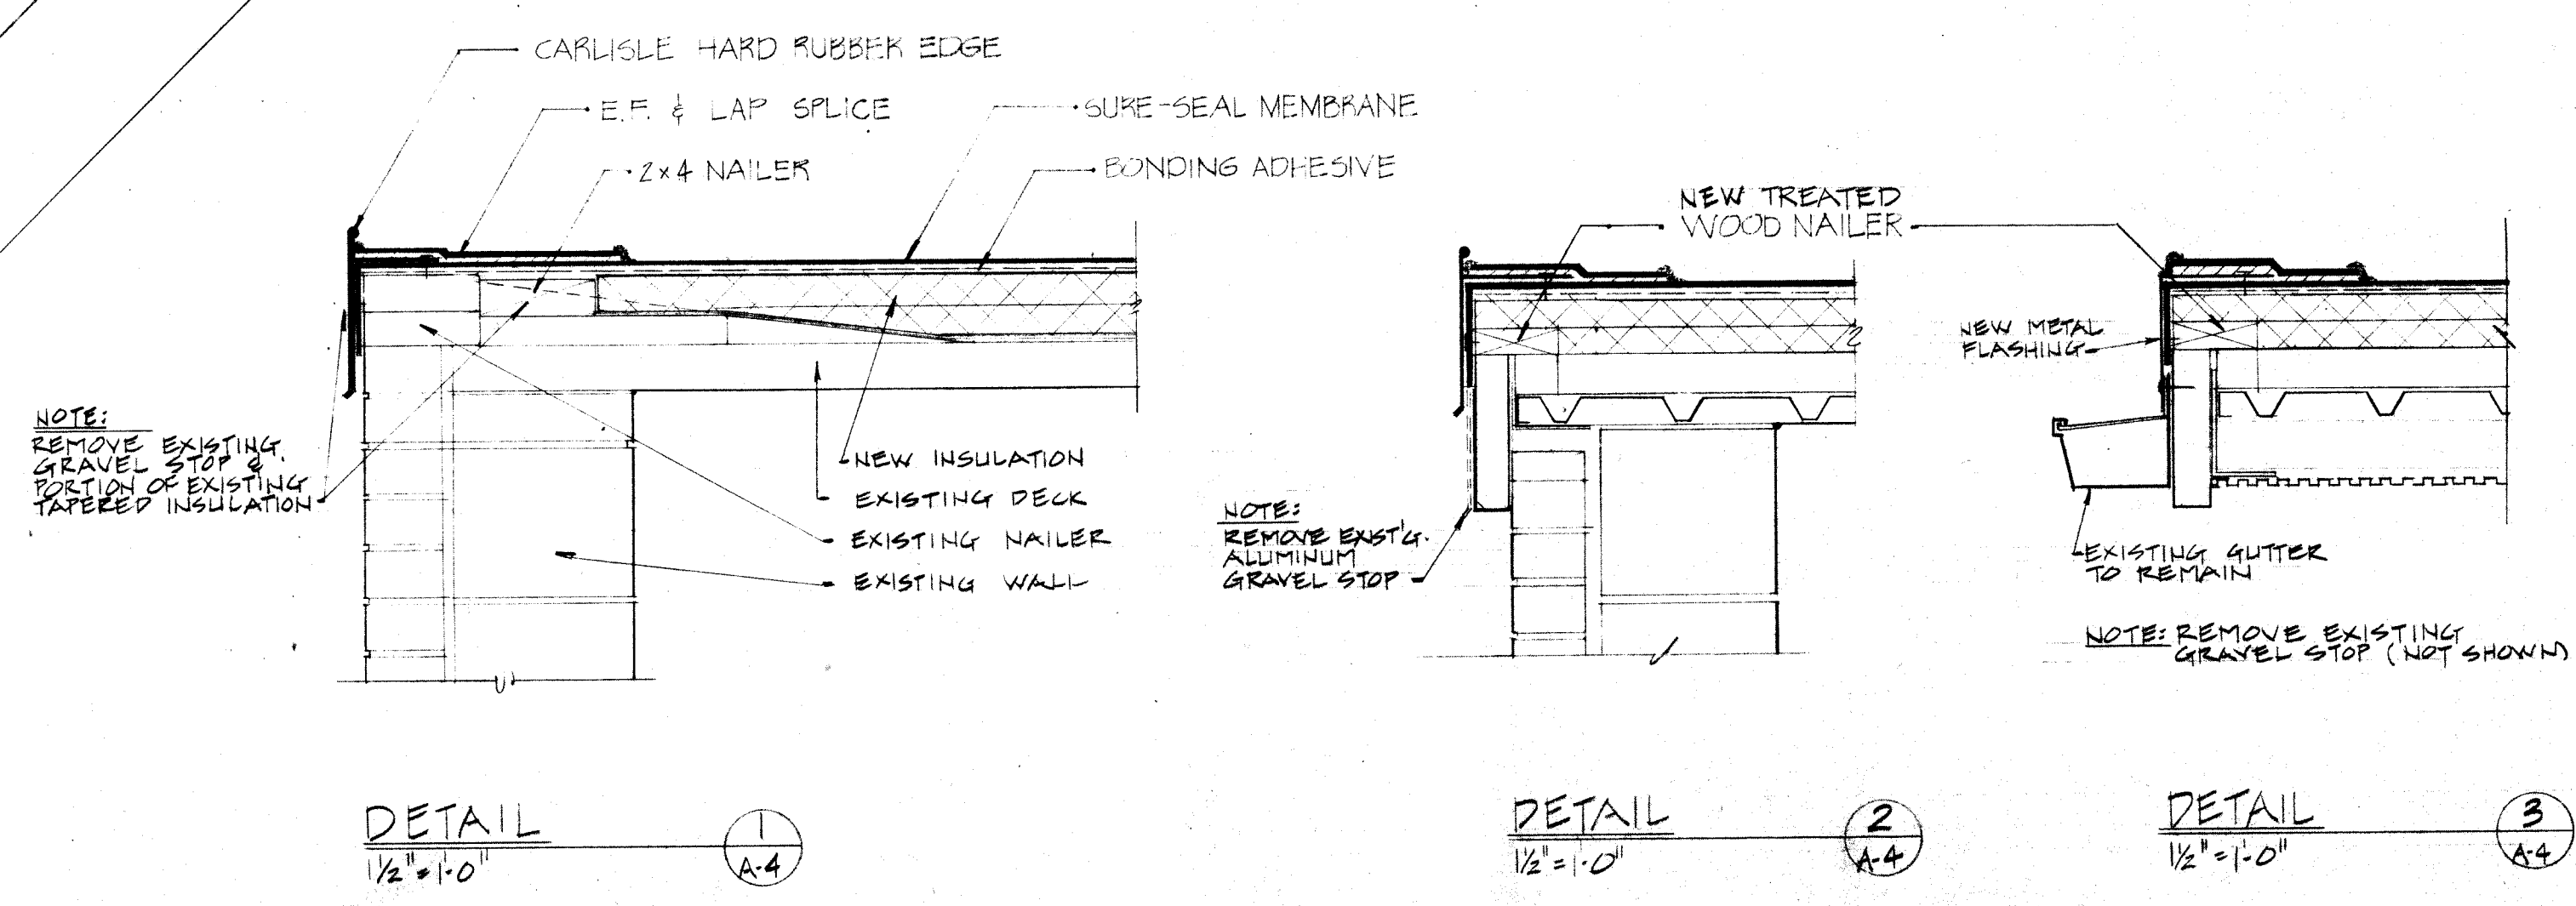 CARLISLE HARD RUBBER EDGE
E.F. & LAP SPLICE
2x4 NAILER
SURE-SEAL MEMBRANE
BONDING ADHESIVE
NOTE:
REMOVE EXISTING
GRAVEL STOP &
PORTION OF EXISTING
TAPERED INSULATION
NEW INSULATION
EXISTING DECK
EXISTING NAILER
EXISTING WALL
DETAIL
1½"=1'-0"
1
A-4
NEW TREATED
WOOD NAILER
NOTE:
REMOVE EXIST'G.
ALUMINUM
GRAVEL STOP
DETAIL
1½"=1'-0"
2
A-4
NEW METAL
FLASHING
EXISTING GUTTER
TO REMAIN
NOTE: REMOVE EXISTING
GRAVEL STOP (NOT SHOWN)
DETAIL
1½"=1'-0"
3
A-4